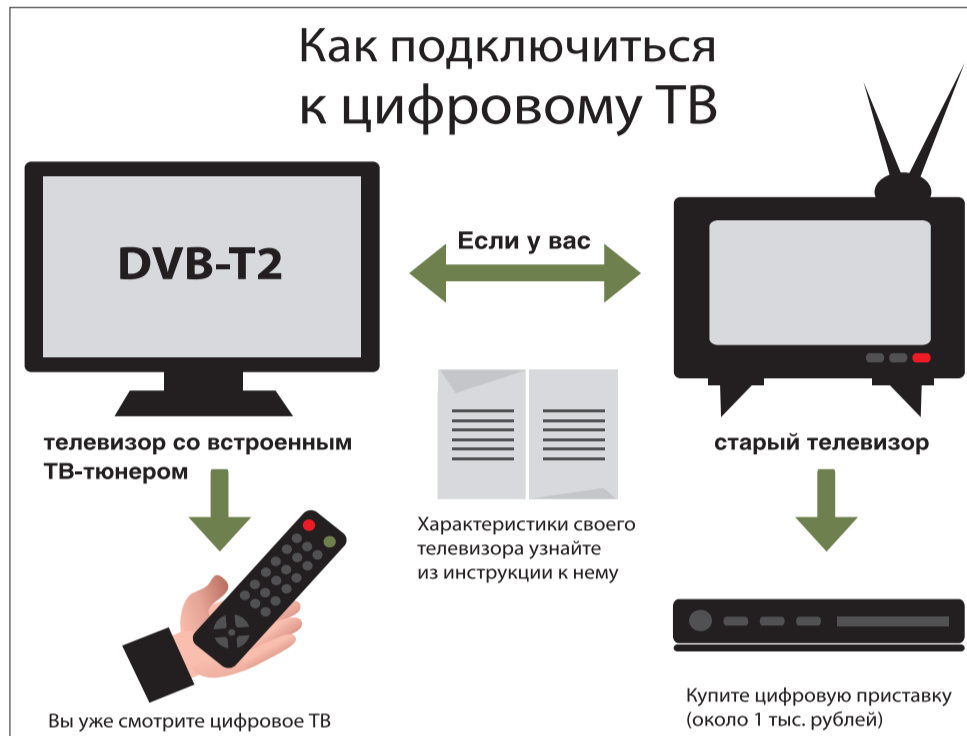 Как подключиться
к цифровому ТВ
DVB-T2
Если у вас
телевизор со встроенным
ТВ-тюнером
старый телевизор
Характеристики своего
телевизора узнайте
из инструкции к нему
Вы уже смотрите цифровое ТВ
Купите цифровую приставку
(около 1 тыс. рублей)